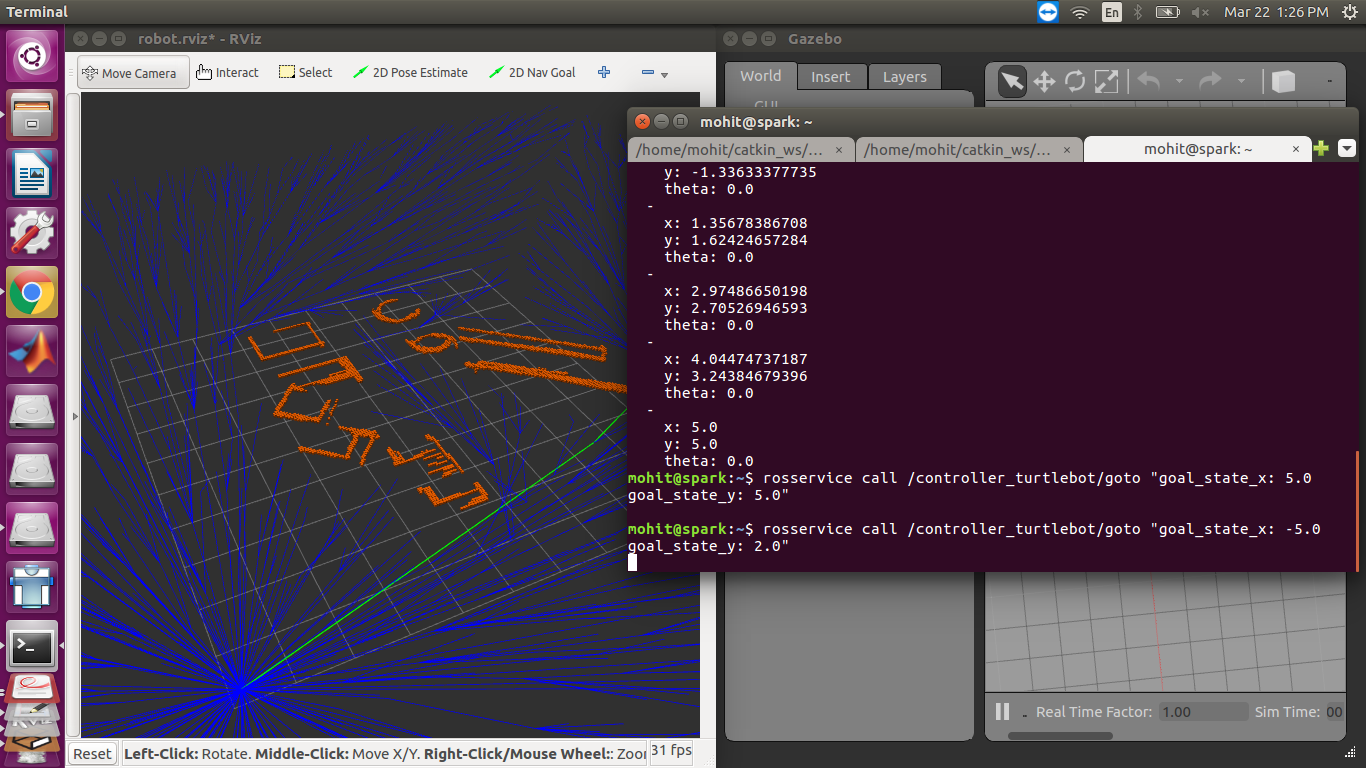 Terminal
En
Mar 22 1:26 PM
robot.rviz* - RViz
Gazebo
Move Camera
Interact
Select
2D Pose Estimate
2D Nav Goal
World
Insert
Layers
GUI
mohit@spark: ~
/home/mohit/catkin_ws/...
/home/mohit/catkin_ws/...
mohit@spark: ~
y: -1.33633377735
theta: 0.0
-
x: 1.35678386708
y: 1.62424657284
theta: 0.0
-
x: 2.97486650198
y: 2.70526946593
theta: 0.0
-
x: 4.04474737187
y: 3.24384679396
theta: 0.0
-
x: 5.0
y: 5.0
theta: 0.0
mohit@spark:~$ rosservice call /controller_turtlebot/goto "goal_state_x: 5.0
goal_state_y: 5.0"
mohit@spark:~$ rosservice call /controller_turtlebot/goto "goal_state_x: -5.0
goal_state_y: 2.0"
Real Time Factor: 1.00
Sim Time: 00
Reset
Left-Click: Rotate. Middle-Click: Move X/Y. Right-Click/Mouse Wheel:: Zoo
31 fps